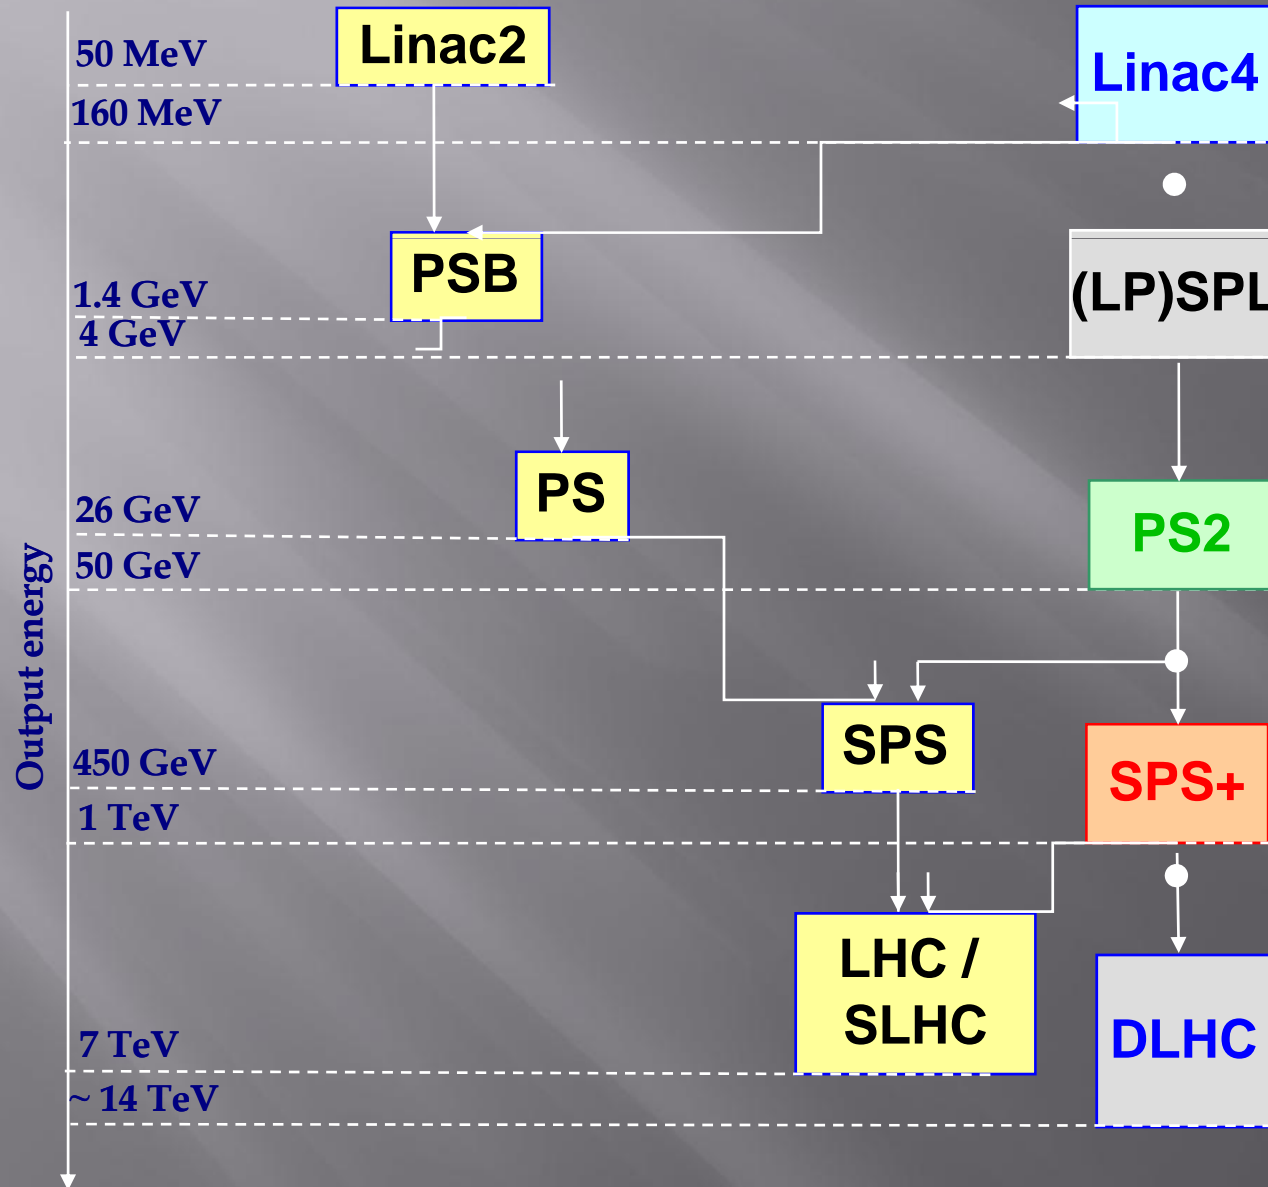 50 MeV
Linac2
Linac4
160 MeV
PSB
(LP)SPL
1.4 GeV
4 GeV
PS
26 GeV
PS2
50 GeV
Output energy
SPS
450 GeV
SPS+
1 TeV
LHC /
SLHC
7 TeV
DLHC
~ 14 TeV